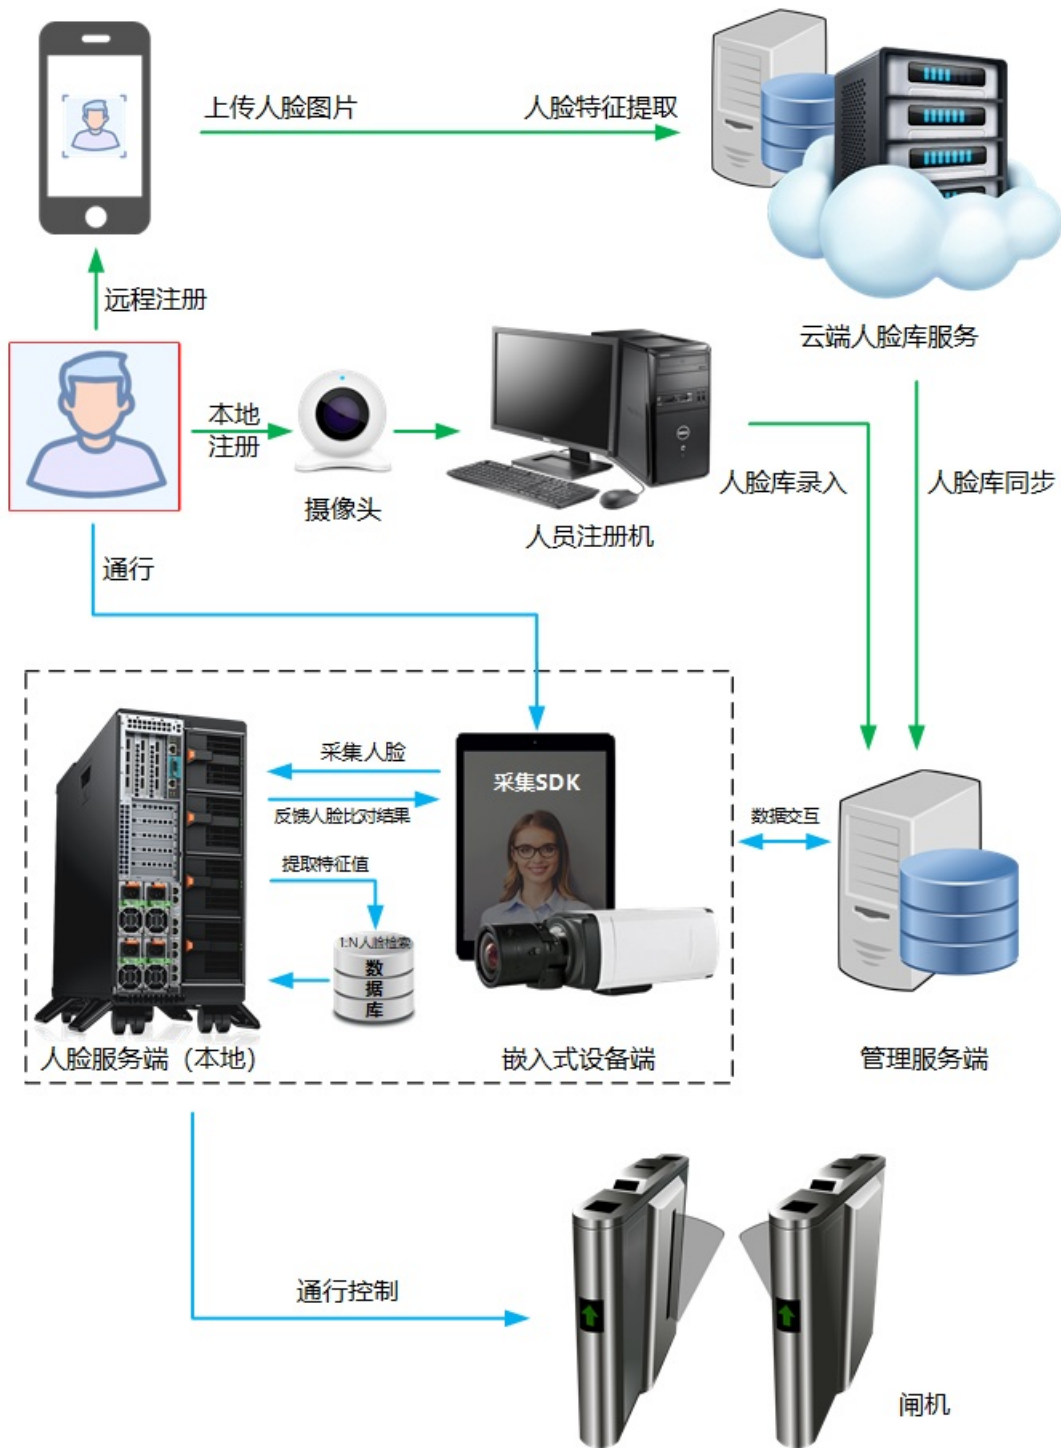 上传人脸图片
人脸特征提取
远程注册
云端人脸库服务
本地
注册
摄像头
人员注册机
人脸库录入
人脸库同步
通行
采集人脸
采集SDK
反馈人脸比对结果
数据交互
提取特征值
1:N人脸检索
数
据
库
人脸服务端（本地）
嵌入式设备端
管理服务端
通行控制
闸机